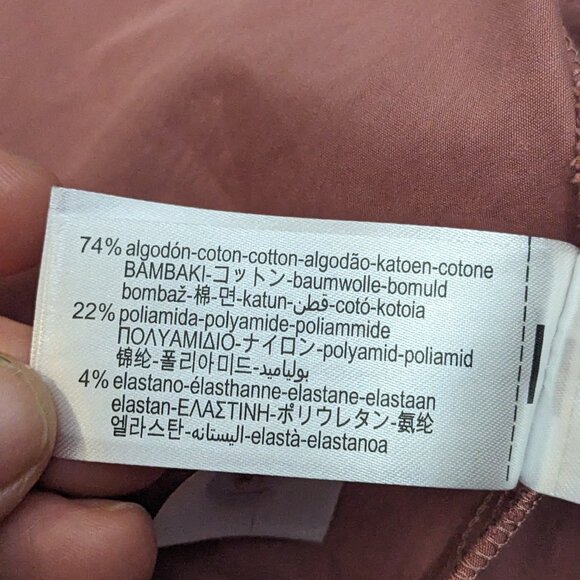 74% algodón-coton-cotton-algodão-katoen-cotone
BAMBAKI-コットン-baumwolle-bomuld
bombaž-棉-면-katun-قطن-cotó-kotoia
22% poliamida-polyamide-poliammide
ΠΟΛΥΑΜΙΔΙΟ-ナイロン-polyamid-poliamid
锦纶-폴리아미드-بولياميد
4% elastano-élasthanne-elastane-elastaan
elastan-ΕΛΑΣΤΙΝΗ-ポリウレタン-氨纶
엘라스탄-اليستانه-elastà-elastanoa